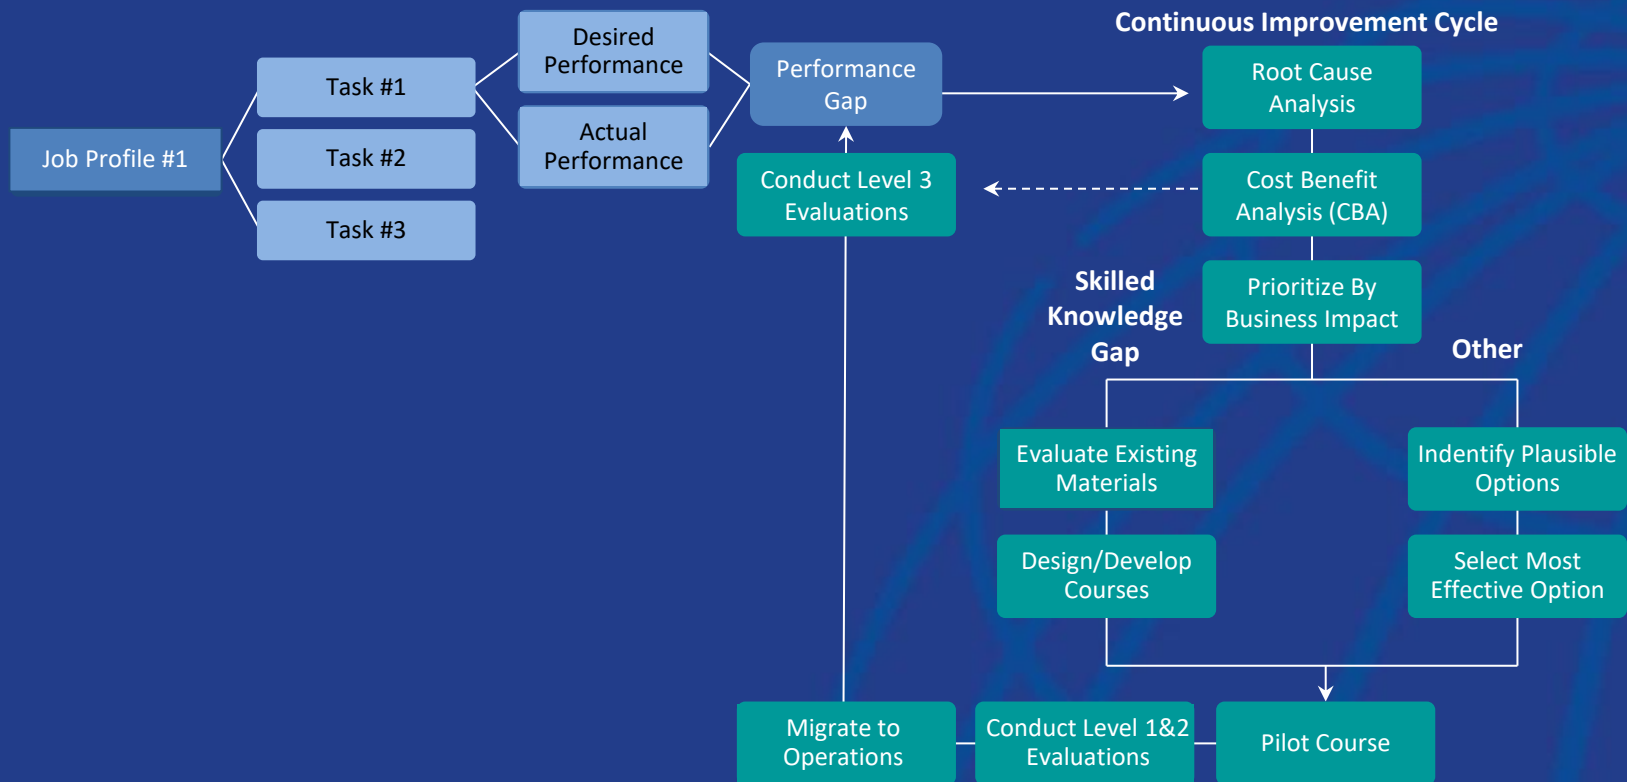 Continuous Improvement Cycle
Job Profile #1
Task #1
Task #2
Task #3
Desired
Performance
Actual
Performance
Performance
Gap
Root Cause
Analysis
Conduct Level 3
Evaluations
Cost Benefit
Analysis (CBA)
Prioritize By
Business Impact
Skilled
Knowledge
Gap
Other
Evaluate Existing
Materials
Indentify Plausible
Options
Design/Develop
Courses
Select Most
Effective Option
Migrate to
Operations
Conduct Level 1&2
Evaluations
Pilot Course